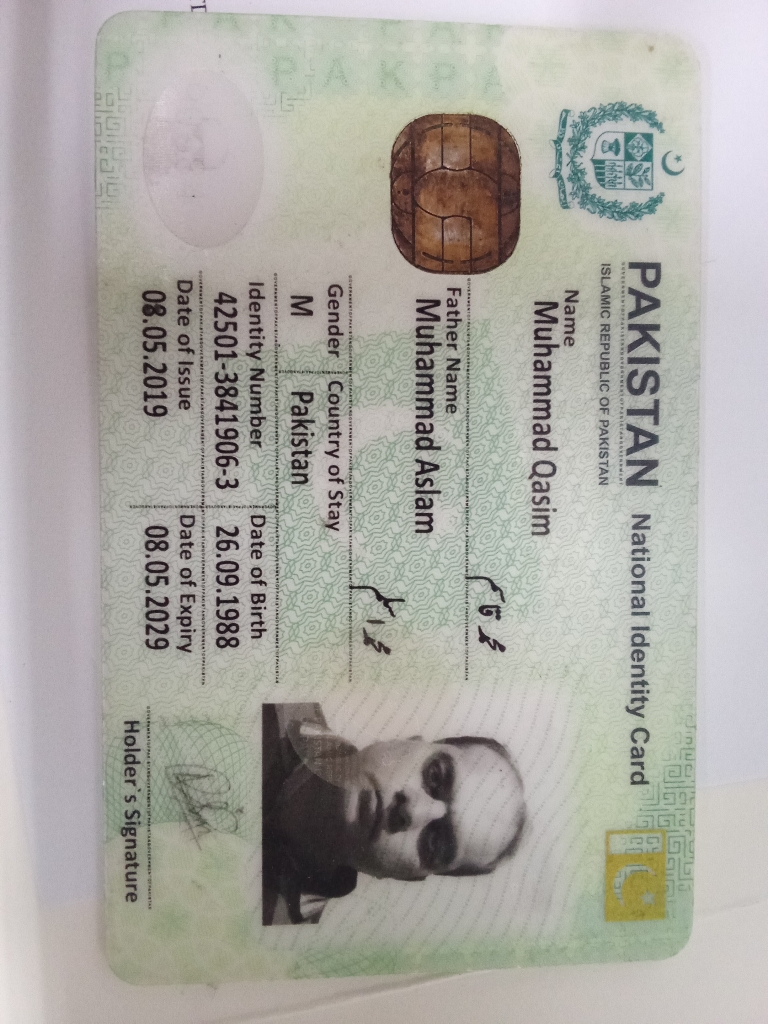 PAKISTAN National Identity Card
ISLAMIC REPUBLIC OF PAKISTAN
Name
Muhammad Qasim
Father Name
Muhammad Aslam
Gender Country of Stay
M Pakistan
Identity Number Date of Birth
42501-3841906-3 26.09.1988
Date of Issue Date of Expiry
08.05.2019 08.05.2029
Holder's Signature
PAKPA